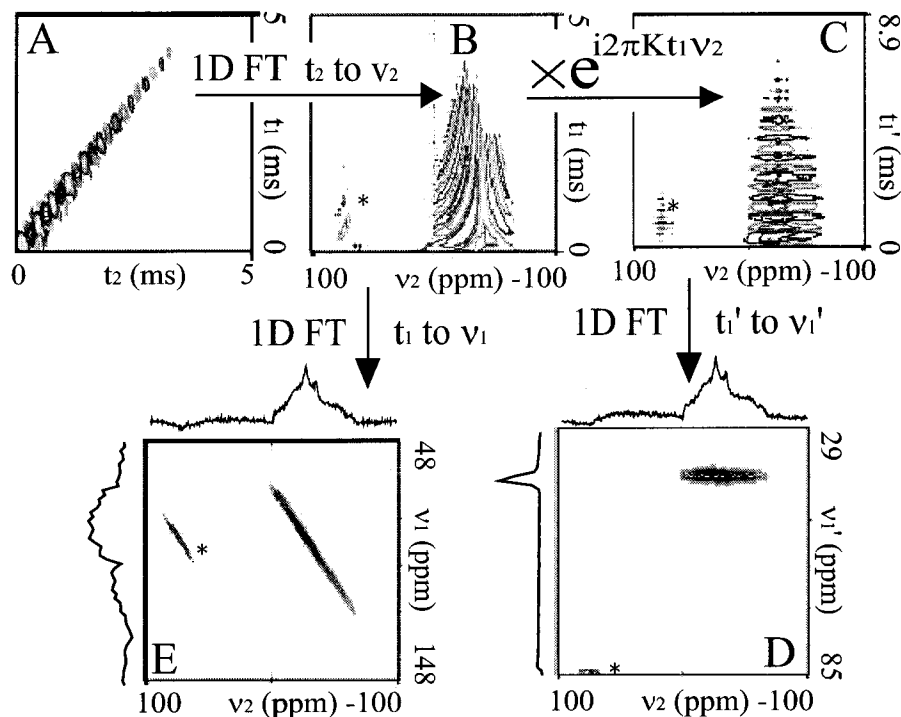 A
1D FT t₂ to ν₂
5
t₁ (ms)
0
0
t₂ (ms)
5
B
×e^{i2πKt₁ν₂}
5
t₁ (ms)
0
*
100
ν₂ (ppm)
-100
C
8.9
t₁' (ms)
0
*
100
ν₂ (ppm)
-100
1D FT
t₁ to ν₁
1D FT
t₁' to ν₁'
E
48
ν₁ (ppm)
148
*
100
ν₂ (ppm)
-100
D
29
ν₁' (ppm)
85
*
100
ν₂ (ppm)
-100